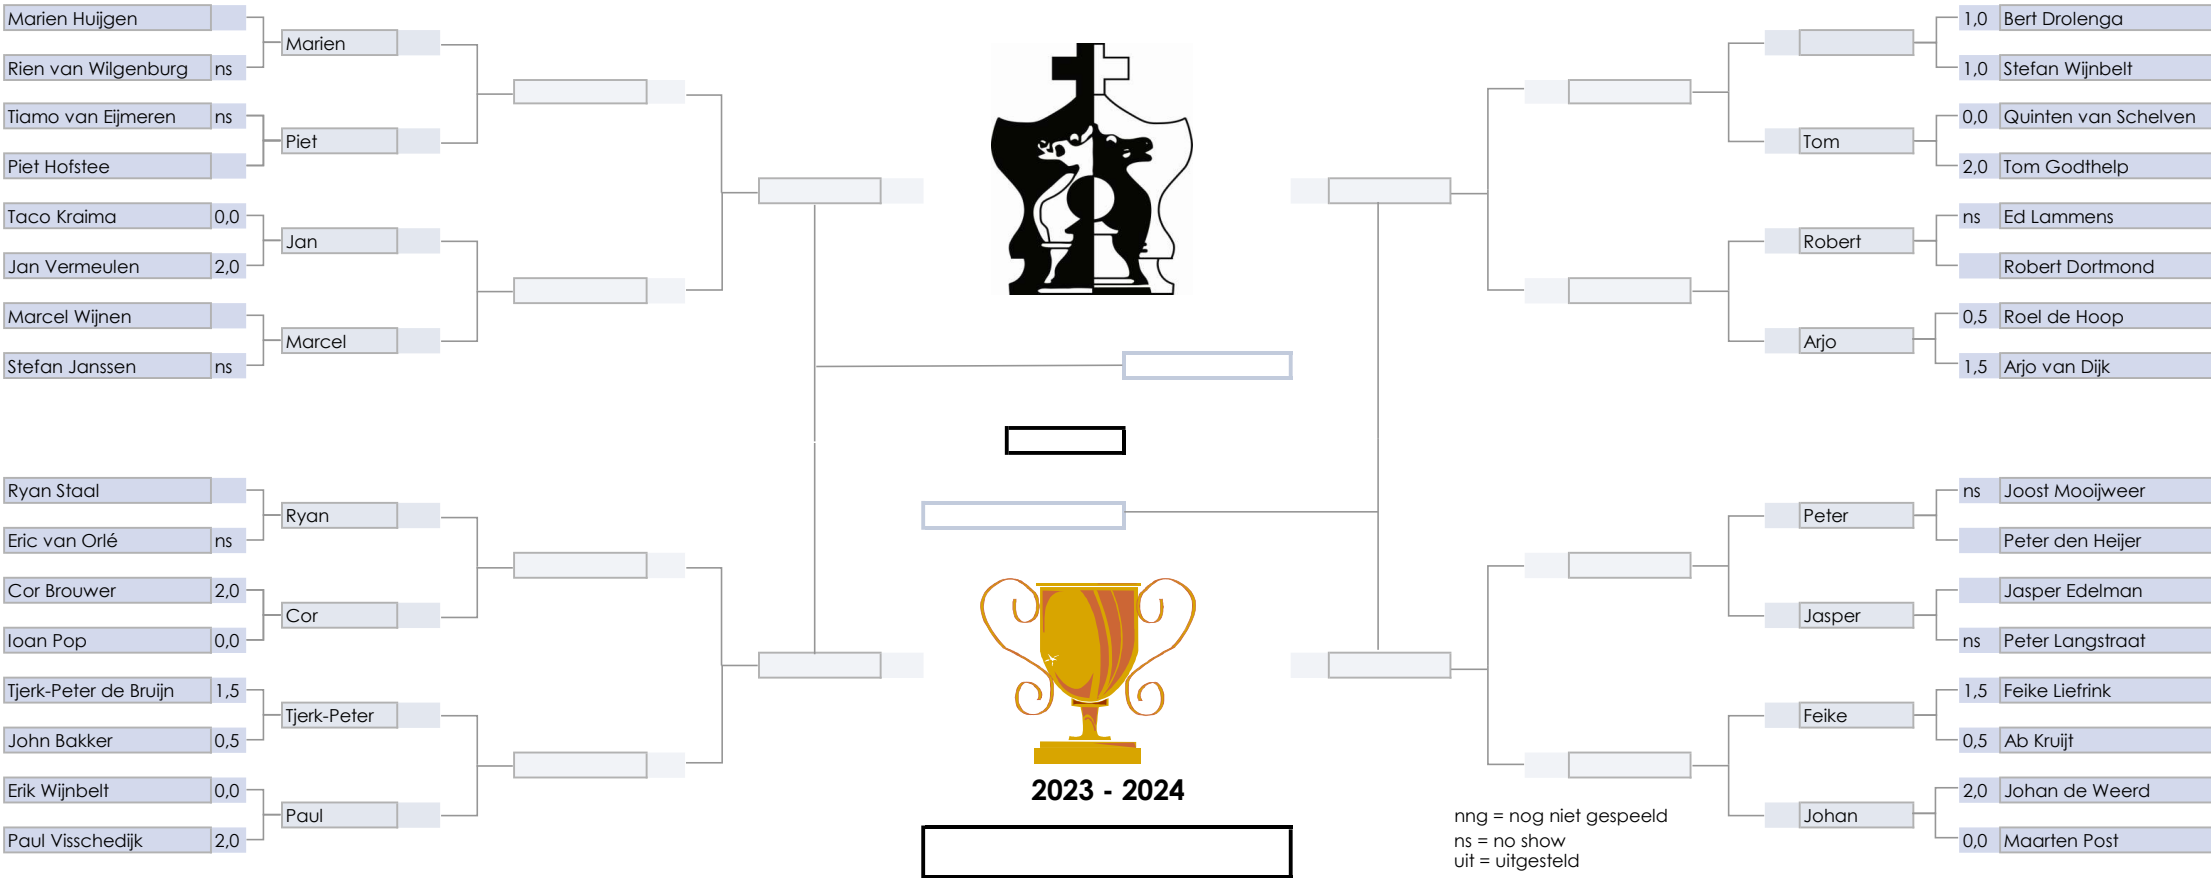 Marien Huijgen
Rien van Wilgenburg ns
Marien
Tiamo van Eijmeren ns
Piet Hofstee
Piet
Taco Kraima 0,0
Jan Vermeulen 2,0
Jan
Marcel Wijnen
Stefan Janssen ns
Marcel
Ryan Staal
Eric van Orlé ns
Ryan
Cor Brouwer 2,0
Ioan Pop 0,0
Cor
Tjerk-Peter de Bruijn 1,5
John Bakker 0,5
Tjerk-Peter
Erik Wijnbelt 0,0
Paul Visschedijk 2,0
Paul
2023 - 2024
1,0 Bert Drolenga
1,0 Stefan Wijnbelt
0,0 Quinten van Schelven
2,0 Tom Godthelp
Tom
ns Ed Lammens
Robert Dortmond
Robert
0,5 Roel de Hoop
1,5 Arjo van Dijk
Arjo
ns Joost Mooijweer
Peter den Heijer
Peter
Jasper Edelman
ns Peter Langstraat
Jasper
1,5 Feike Liefrink
0,5 Ab Kruijt
Feike
2,0 Johan de Weerd
0,0 Maarten Post
Johan
nng = nog niet gespeeld
ns = no show
uit = uitgesteld